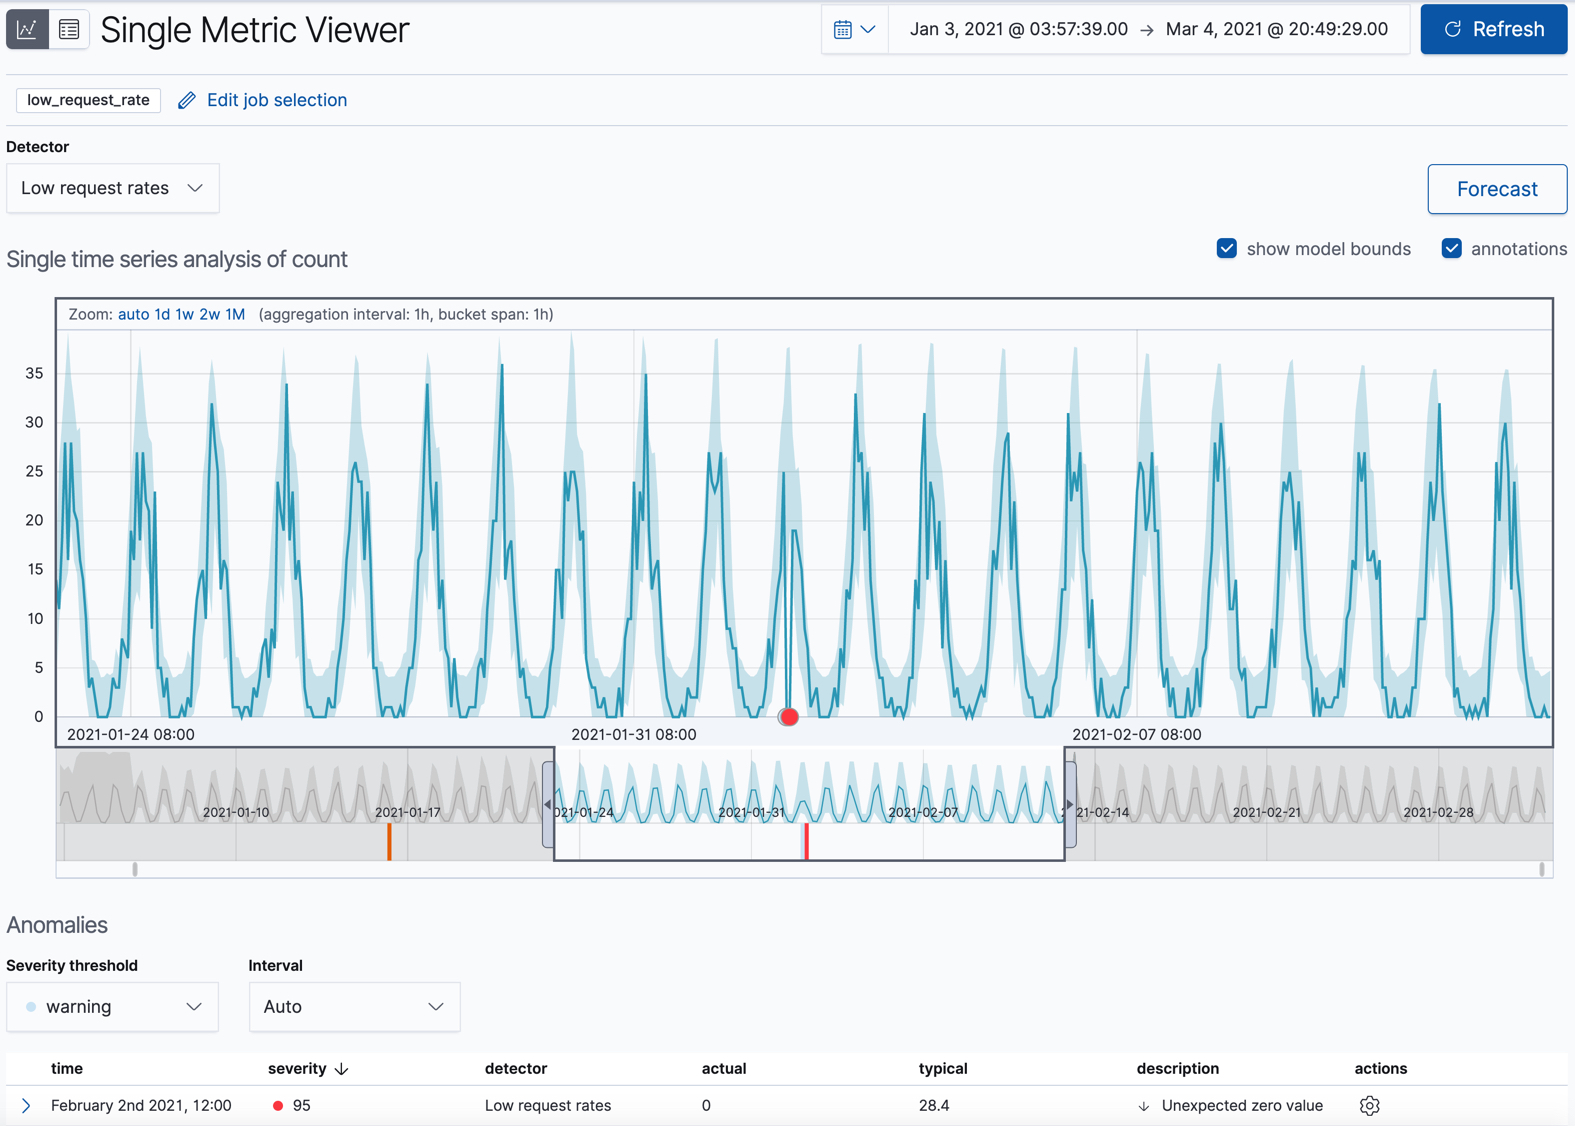 Single Metric Viewer
Jan 3, 2021 @ 03:57:39.00 → Mar 4, 2021 @ 20:49:29.00
Refresh
low_request_rate
Edit job selection
Detector
Low request rates
Forecast
Single time series analysis of count
show model bounds
annotations
Zoom: auto 1d 1w 2w 1M (aggregation interval: 1h, bucket span: 1h)
35
30
25
20
15
10
5
0
2021-01-24 08:00
2021-01-31 08:00
2021-02-07 08:00
2021-01-10
2021-01-17
021-01-24
2021-01-31
2021-02-07
21-02-14
2021-02-21
2021-02-28
Anomalies
Severity threshold
Interval
warning
Auto
time severity ↓ detector actual typical description actions
February 2nd 2021, 12:00 95 Low request rates 0 28.4 ↓ Unexpected zero value